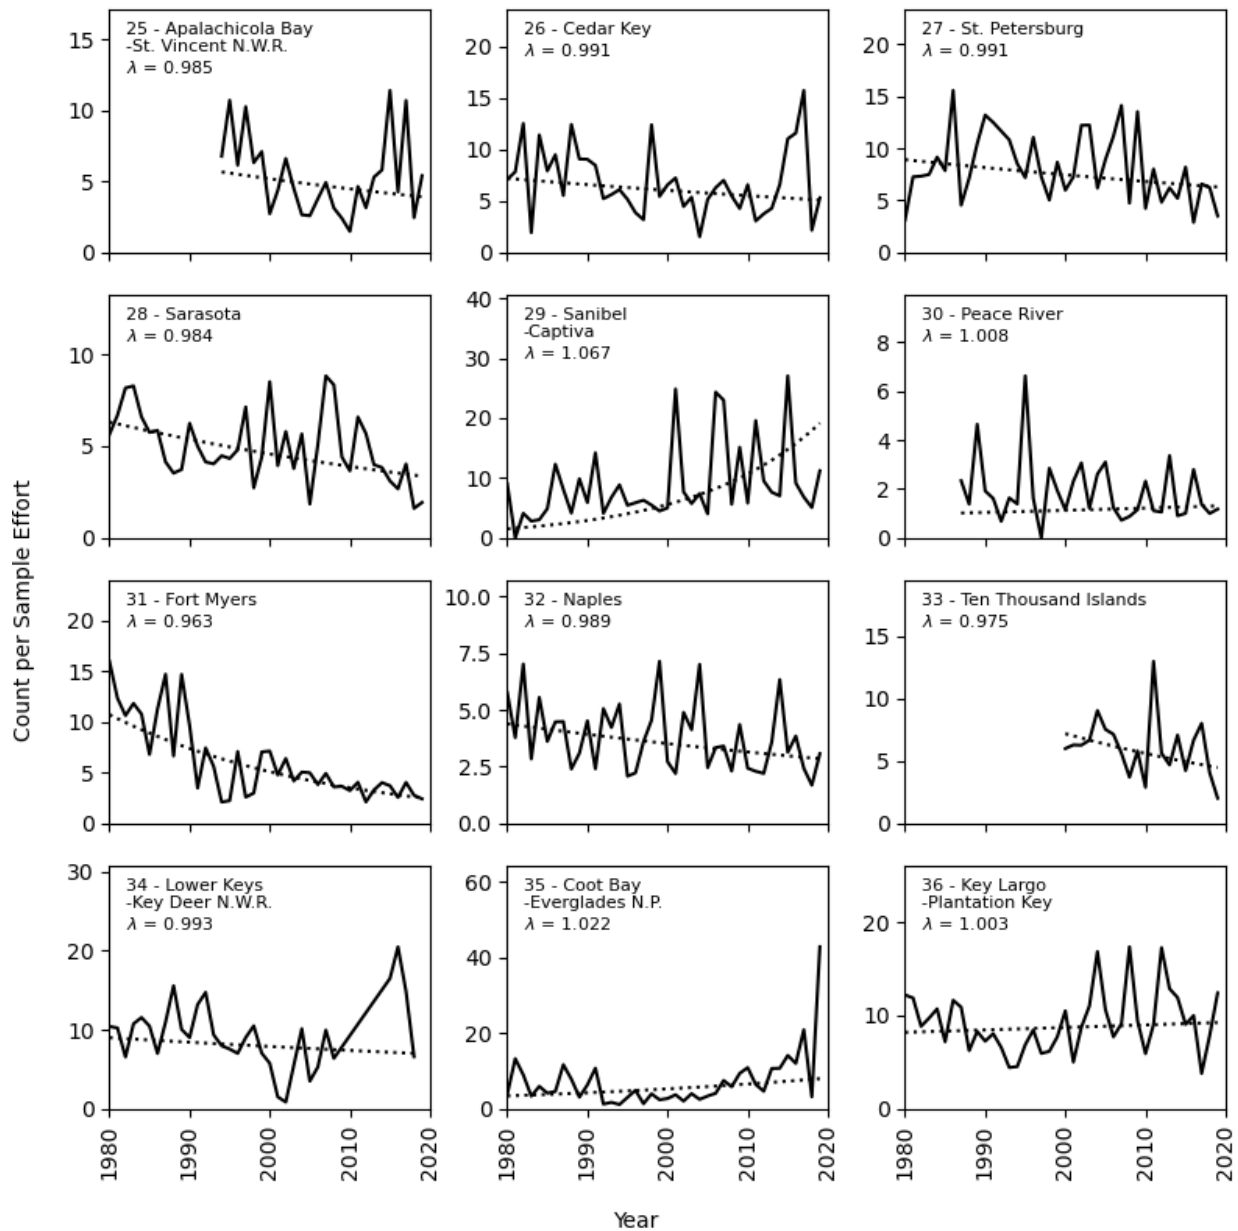 25 - Apalachicola Bay
-St. Vincent N.W.R.
λ = 0.985
15
10
5
0
26 - Cedar Key
λ = 0.991
20
15
10
5
0
27 - St. Petersburg
λ = 0.991
20
15
10
5
0
28 - Sarasota
λ = 0.984
10
5
0
29 - Sanibel
-Captiva
λ = 1.067
40
30
20
10
0
30 - Peace River
λ = 1.008
8
6
4
2
0
Count per Sample Effort
31 - Fort Myers
λ = 0.963
20
15
10
5
0
32 - Naples
λ = 0.989
10.0
7.5
5.0
2.5
0.0
33 - Ten Thousand Islands
λ = 0.975
15
10
5
0
34 - Lower Keys
-Key Deer N.W.R.
λ = 0.993
30
20
10
0
1980
1990
2000
2010
2020
35 - Coot Bay
-Everglades N.P.
λ = 1.022
60
40
20
0
1980
1990
2000
2010
2020
36 - Key Largo
-Plantation Key
λ = 1.003
20
10
0
1980
1990
2000
2010
2020
Year